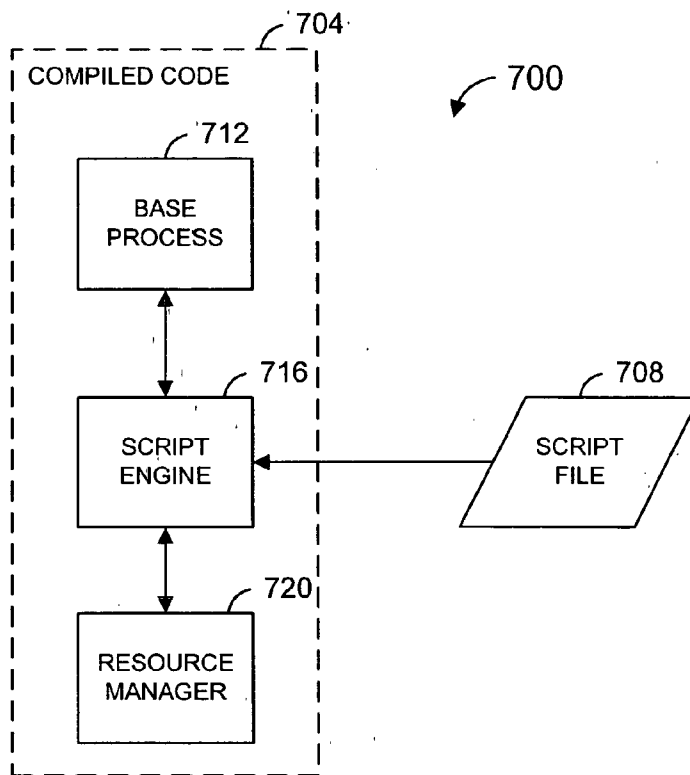 704
COMPILED CODE
700
712
BASE
PROCESS
716
SCRIPT
ENGINE
708
SCRIPT
FILE
720
RESOURCE
MANAGER